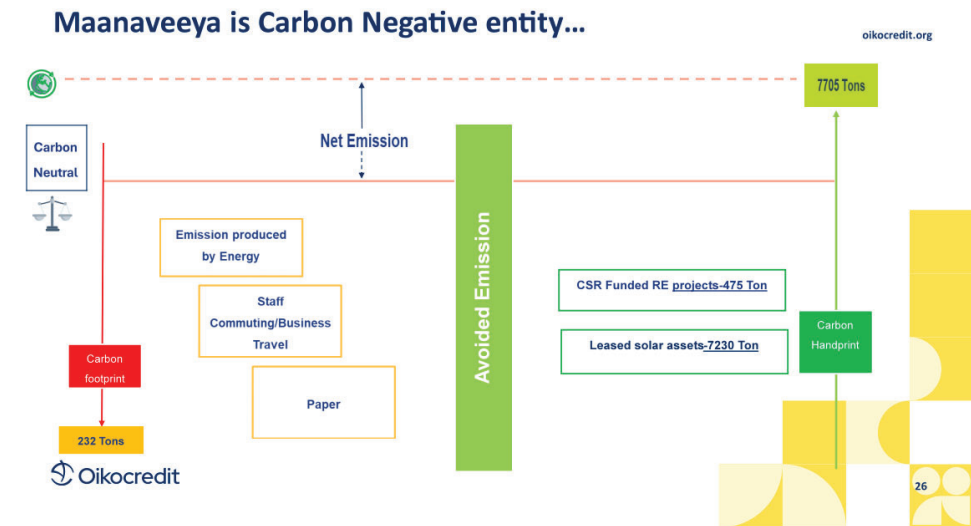 Maanaveeya is Carbon Negative entity…
oikocredit.org
7705 Tons
Carbon
Neutral
Net Emission
Emission produced
by Energy
Staff
Commuting/Business
Travel
Paper
Carbon
footprint
232 Tons
Avoided Emission
CSR Funded RE projects-475 Ton
Leased solar assets-7230 Ton
Carbon
Handprint
Oikocredit
26